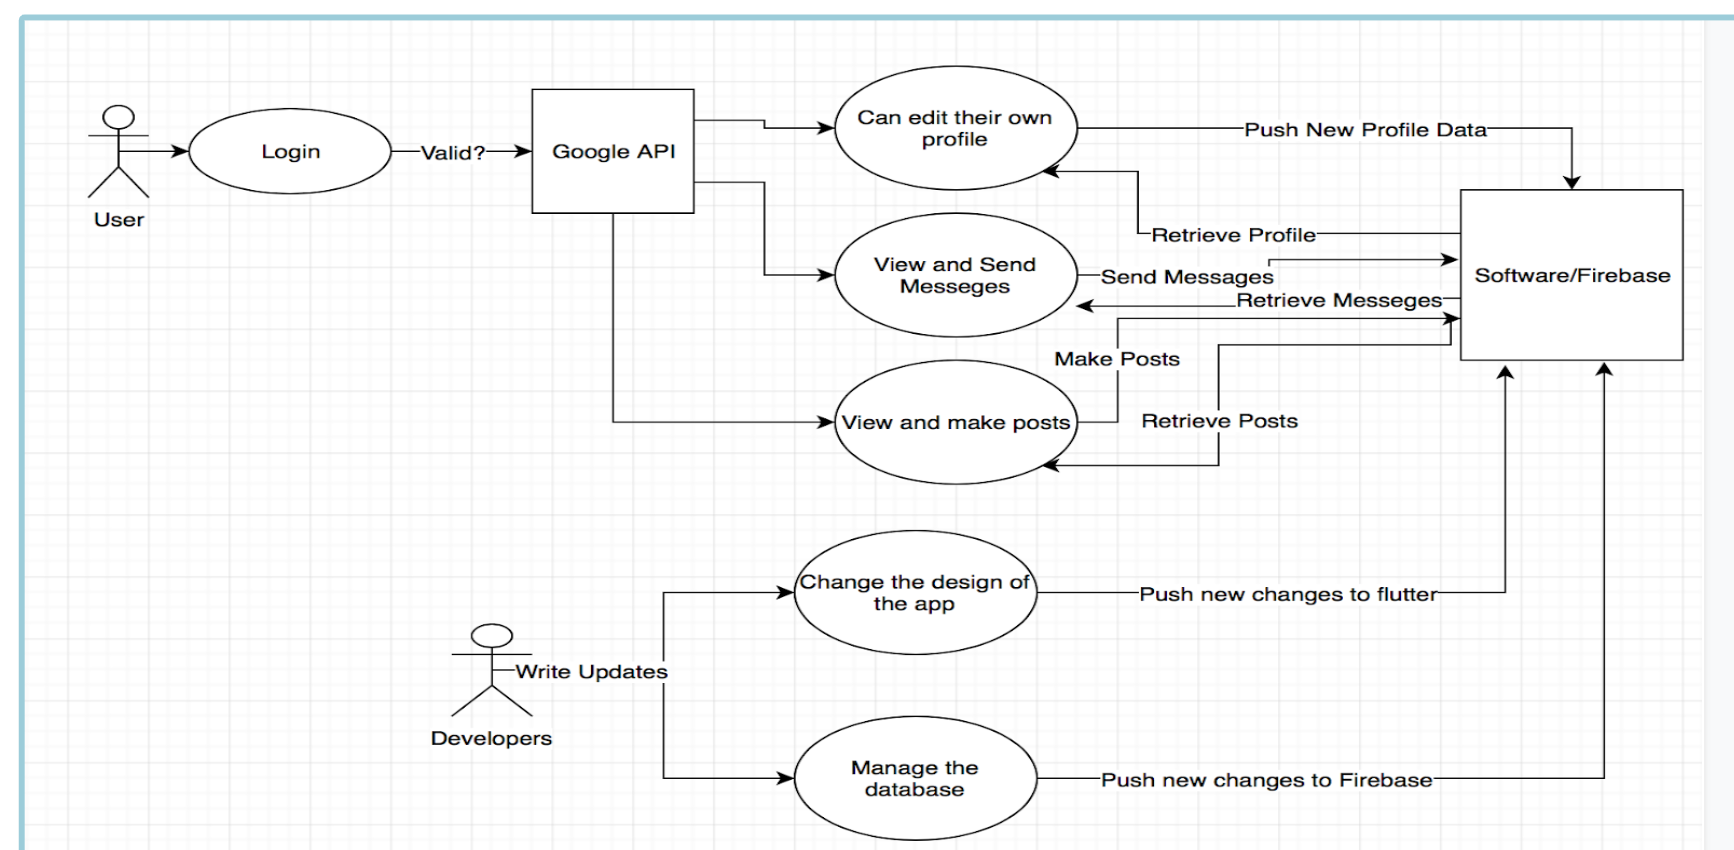 Can edit their own
profile
Push New Profile Data
Login
Valid?
Google API
User
Retrieve Profile
View and Send
Messeges
Send Messages
Software/Firebase
Retrieve Messeges
Make Posts
View and make posts
Retrieve Posts
Change the design of
the app
Push new changes to flutter
Write Updates
Developers
Manage the
database
Push new changes to Firebase